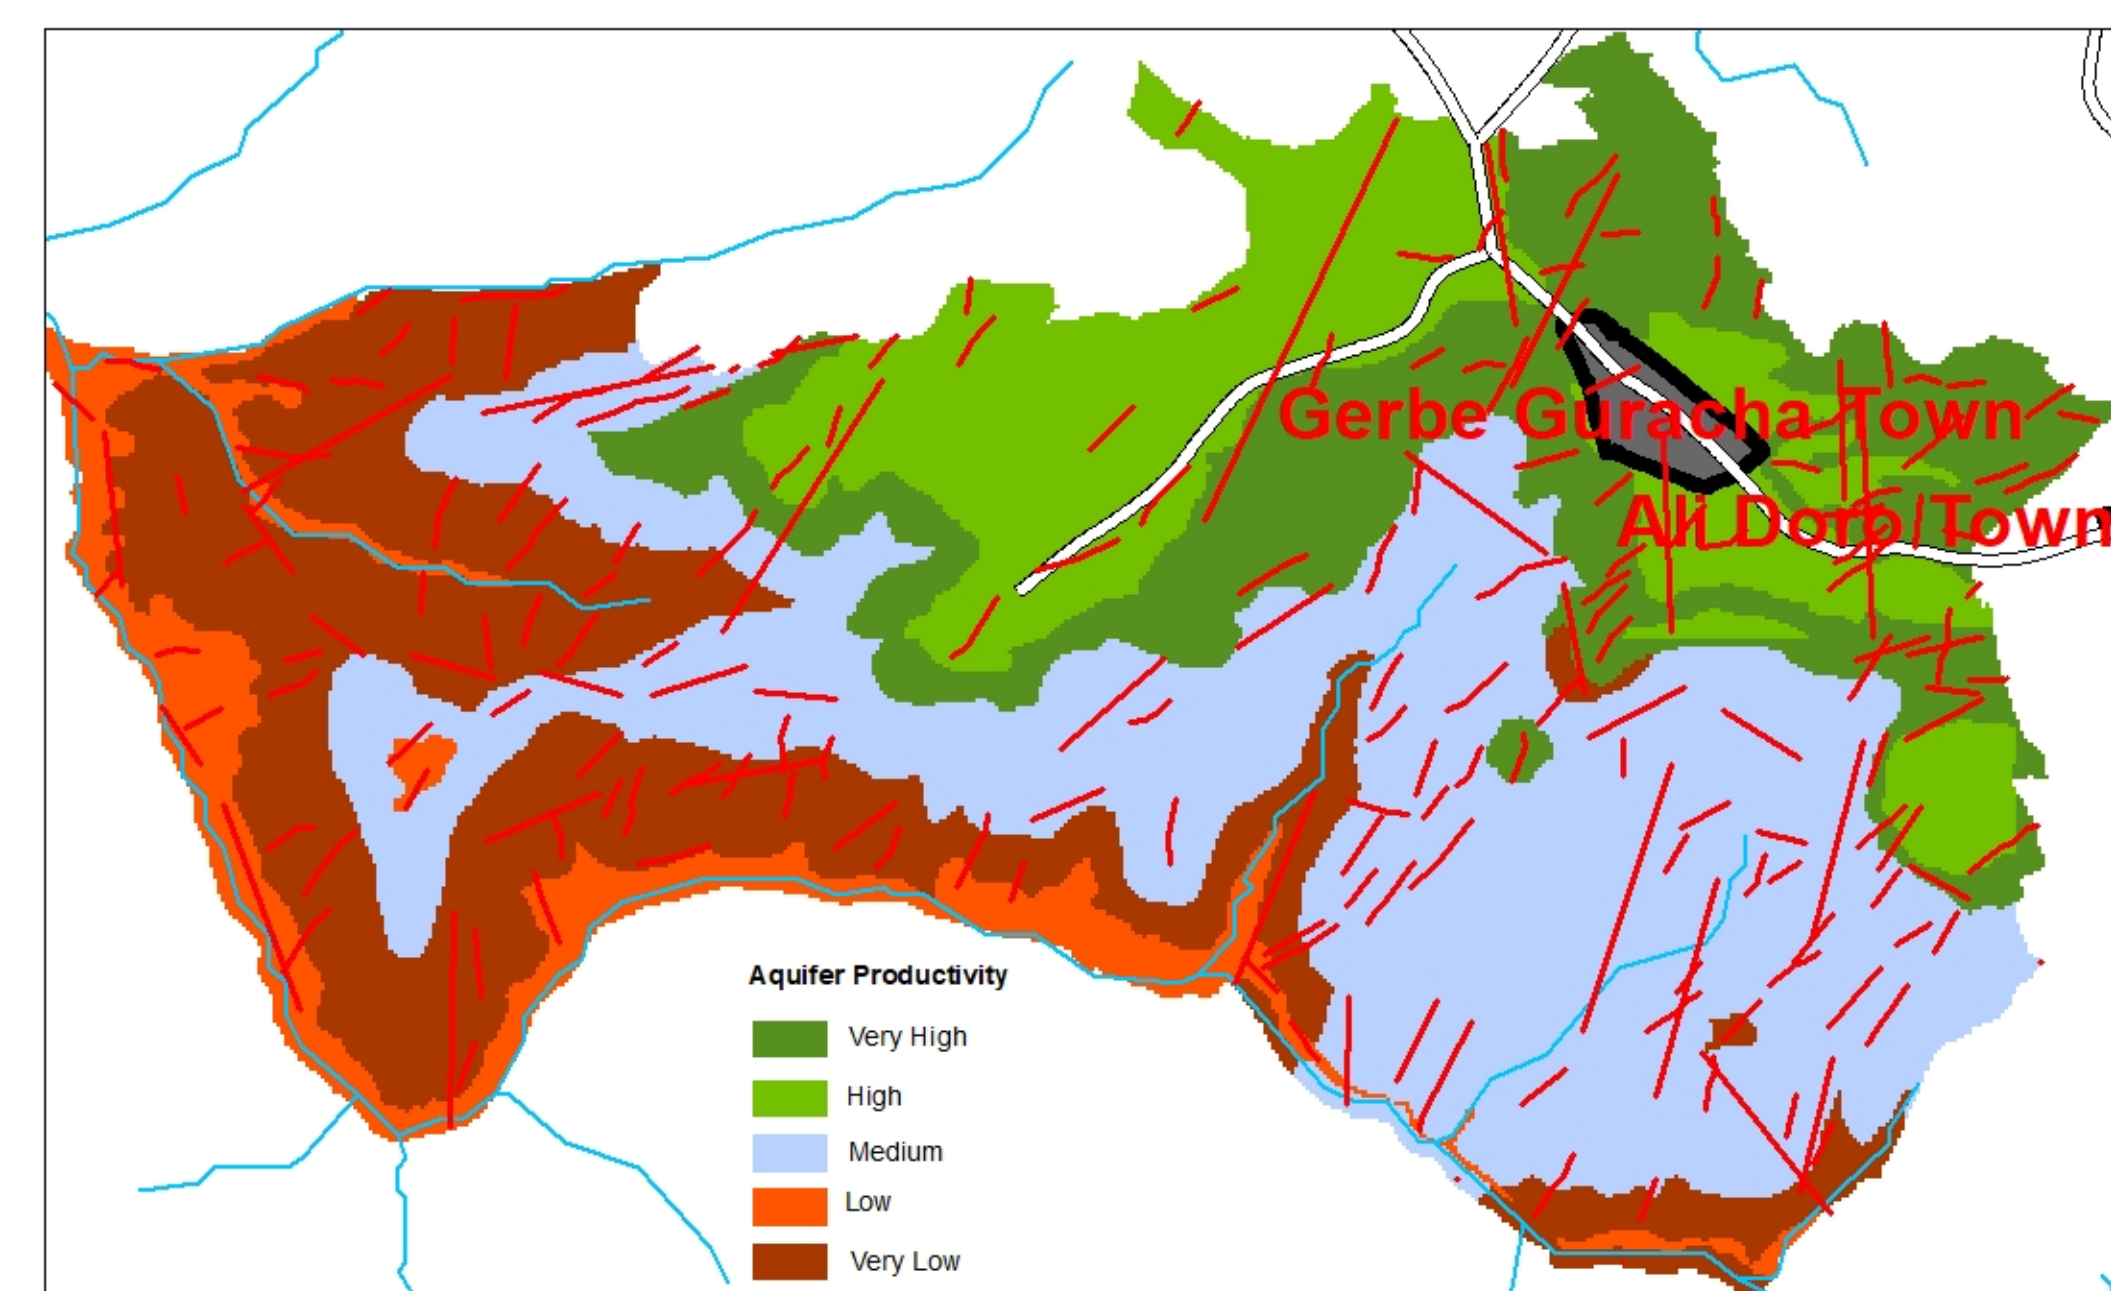 Gerbe Guracha Town
Ali Doro Town
Aquifer Productivity
Very High
High
Medium
Low
Very Low